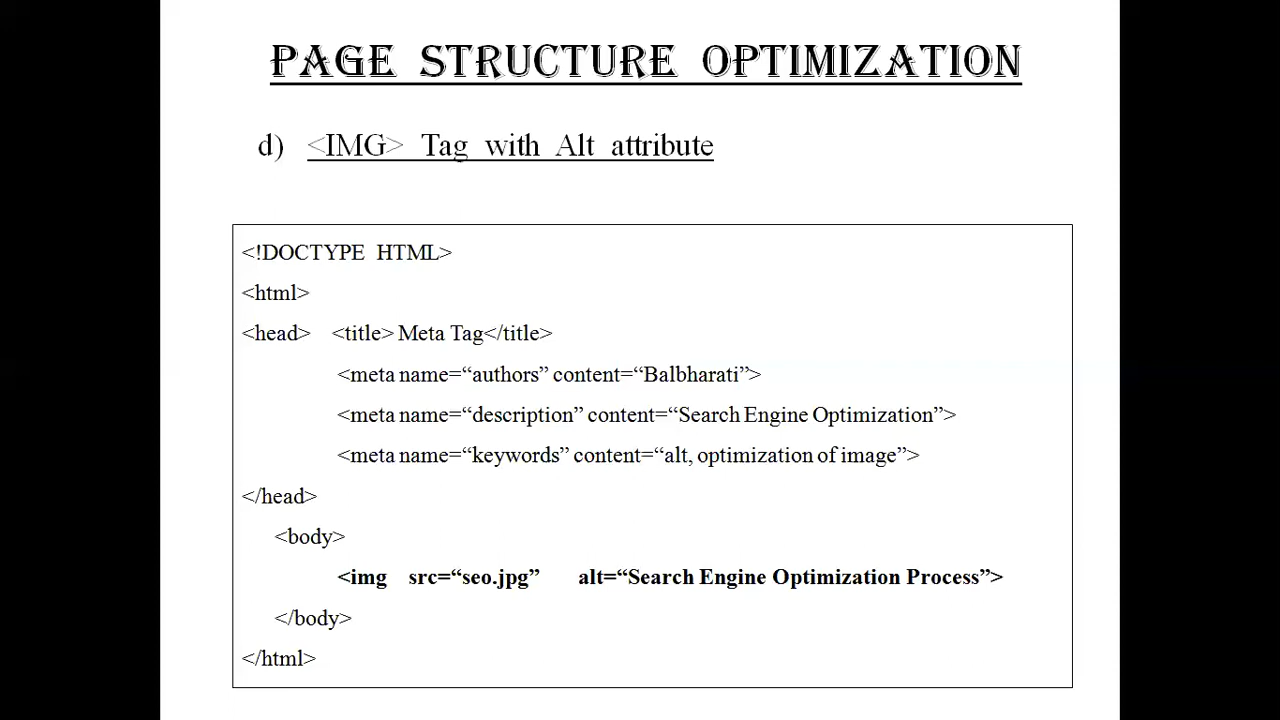 PAGE STRUCTURE OPTIMIZATION
d) <IMG> Tag with Alt attribute
<!DOCTYPE HTML>
<html>
<head> <title> Meta Tag</title>
<meta name=“authors” content=“Balbharati”>
<meta name=“description” content=“Search Engine Optimization”>
<meta name=“keywords” content=“alt, optimization of image”>
</head>
<body>
<img src=“seo.jpg” alt=“Search Engine Optimization Process”>
</body>
</html>